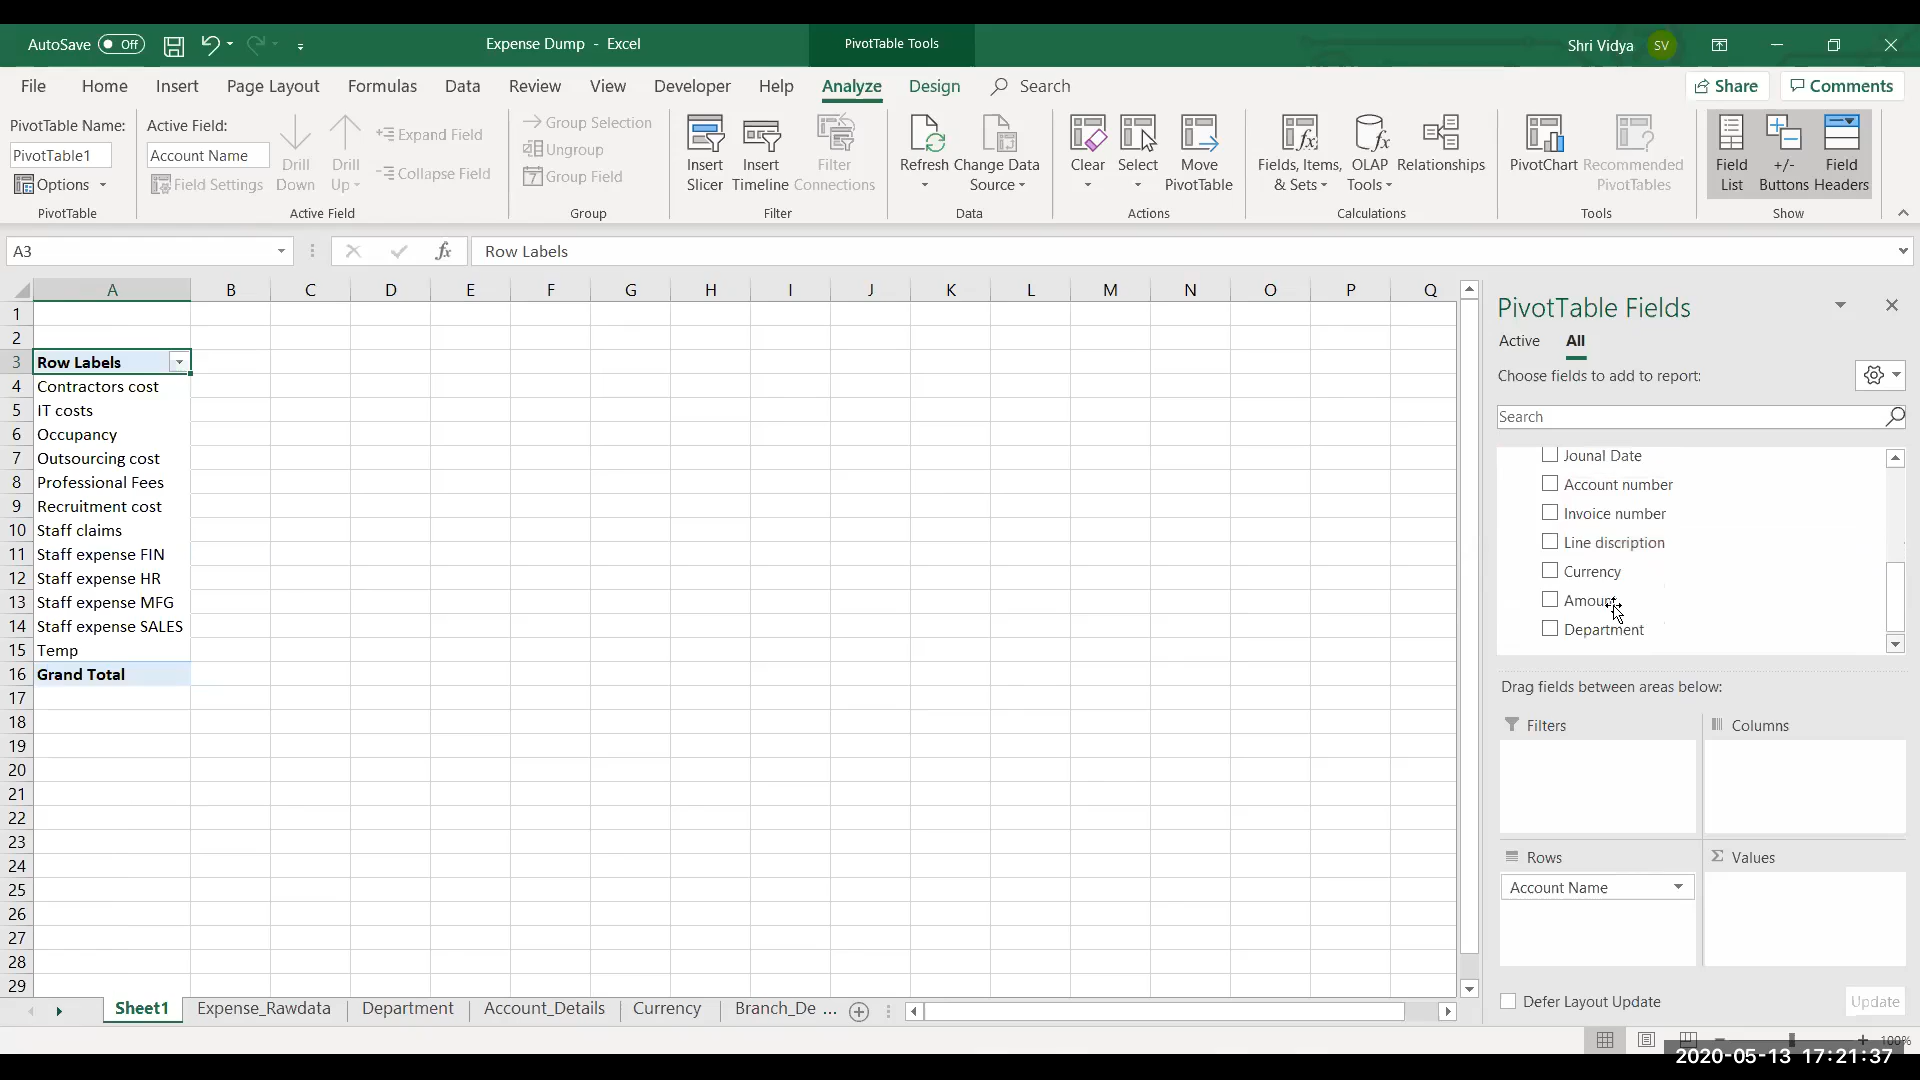 AutoSave Off
Expense Dump - Excel
PivotTable Tools
Shri Vidya SV
File Home Insert Page Layout Formulas Data Review View Developer Help Analyze Design Search Share Comments
PivotTable Name:
PivotTable1
Options
PivotTable
Active Field:
Account Name
Field Settings
Drill Down
Drill Up
Expand Field
Collapse Field
Active Field
Group Selection
Ungroup
Group Field
Group
Insert Slicer
Insert Timeline
Filter Connections
Filter
Refresh
Change Data Source
Data
Clear
Select
Move PivotTable
Actions
Fields, Items, & Sets
OLAP Tools
Relationships
Calculations
PivotChart
Recommended PivotTables
Tools
Field List
+/- Buttons
Field Headers
Show
A3
fx
Row Labels
A B C D E F G H I J K L M N O P Q
1
2
3 Row Labels
4 Contractors cost
5 IT costs
6 Occupancy
7 Outsourcing cost
8 Professional Fees
9 Recruitment cost
10 Staff claims
11 Staff expense FIN
12 Staff expense HR
13 Staff expense MFG
14 Staff expense SALES
15 Temp
16 Grand Total
17
18
19
20
21
22
23
24
25
26
27
28
29
PivotTable Fields
Active All
Choose fields to add to report:
Search
Jounal Date
Account number
Invoice number
Line discription
Currency
Amount
Department
Drag fields between areas below:
Filters
Columns
Rows
Account Name
Σ Values
Defer Layout Update
Update
Sheet1 Expense_Rawdata Department Account_Details Currency Branch_De ...
100%
2020-05-13 17:21:37